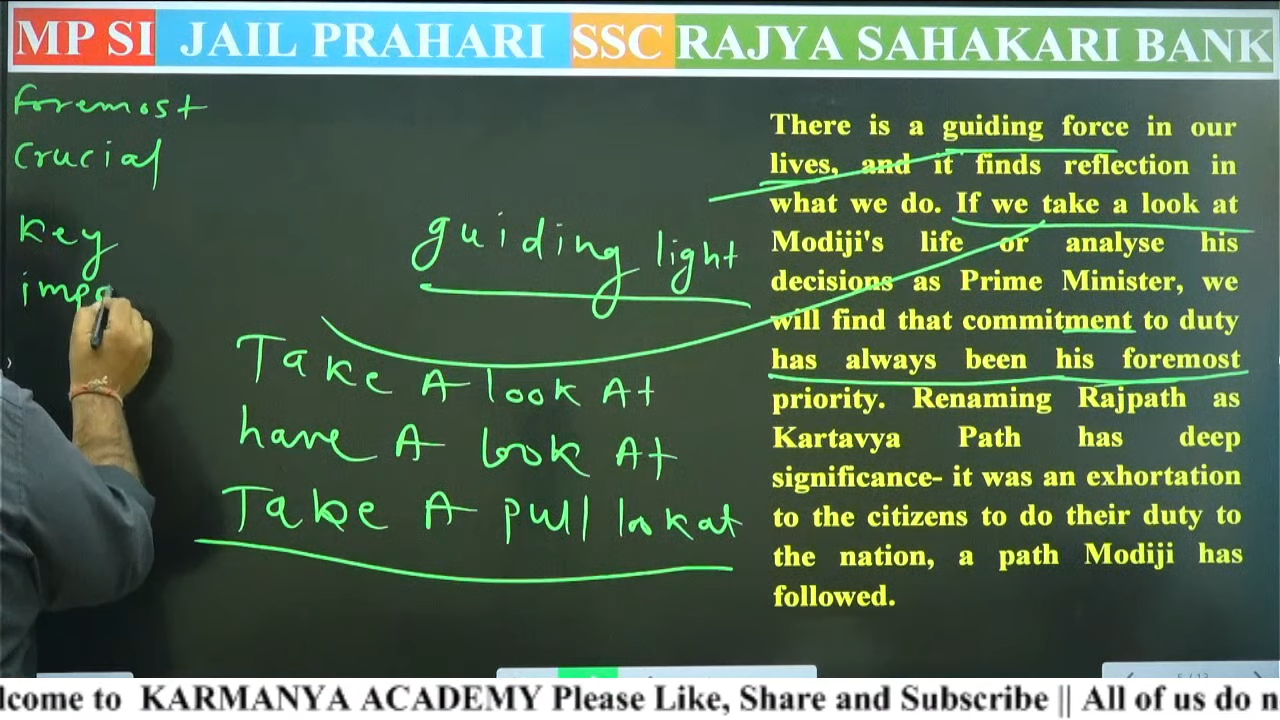 MP SI JAIL PRAHARI SSC RAJYA SAHAKARI BANK
foremost
crucial
key
guiding light
Take A look At
have A look At
Take A pull look at
There is a guiding force in our
lives, and it finds reflection in
what we do. If we take a look at
Modiji's life or analyse his
decisions as Prime Minister, we
will find that commitment to duty
has always been his foremost
priority. Renaming Rajpath as
Kartavya Path has deep
significance- it was an exhortation
to the citizens to do their duty to
the nation, a path Modiji has
followed.
lcome to KARMANYA ACADEMY Please Like, Share and Subscribe || All of us do n